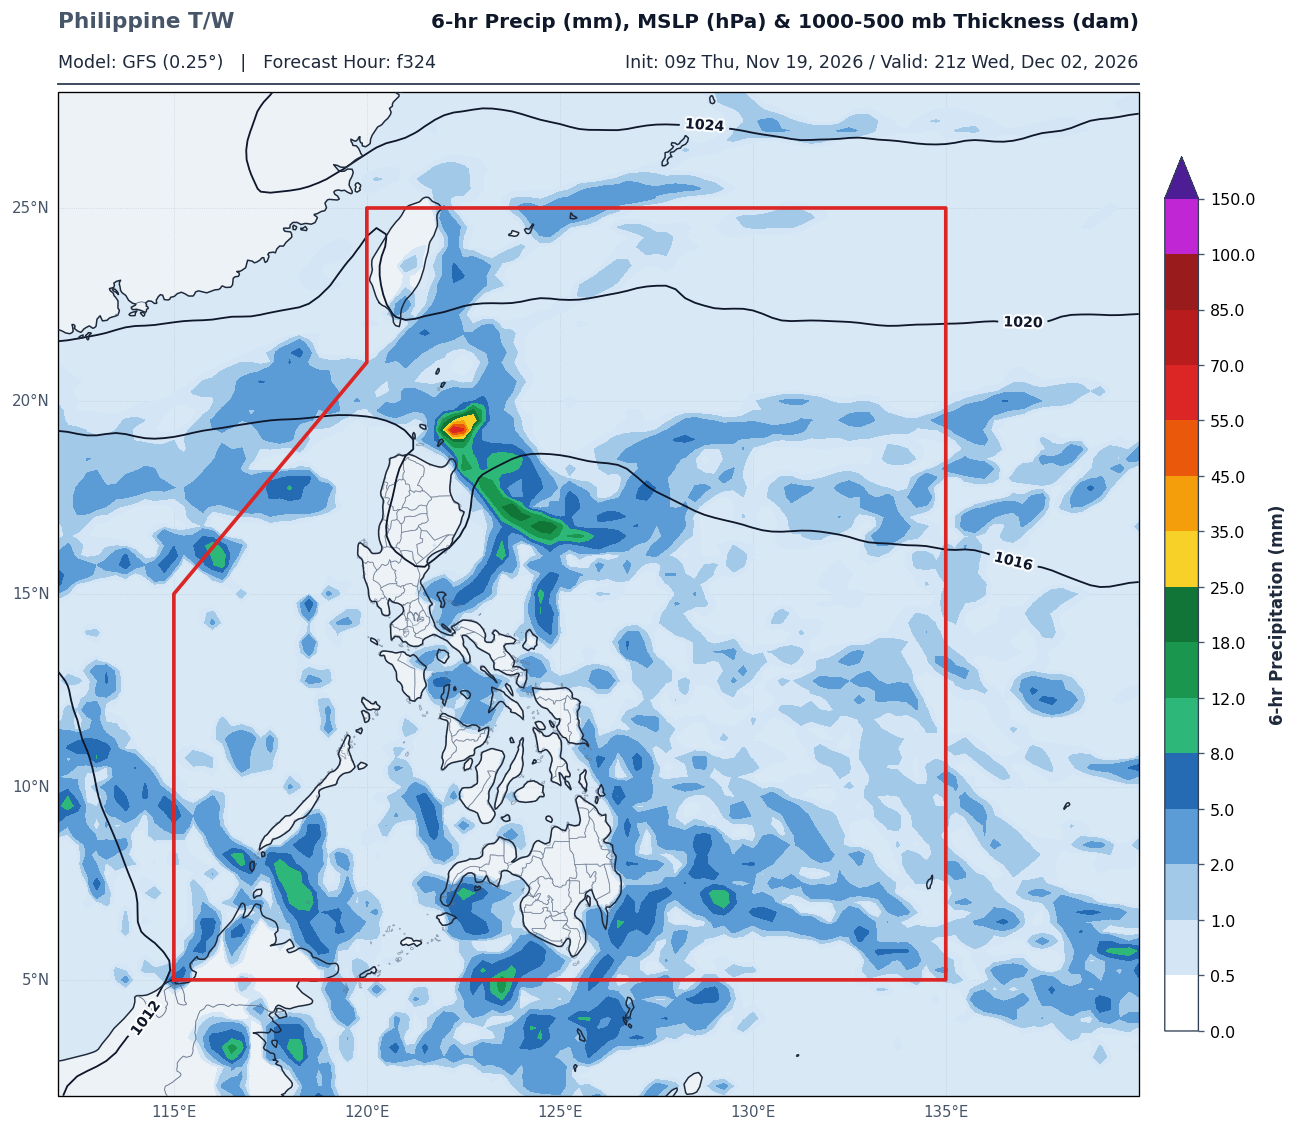 Philippine T/W
6-hr Precip (mm), MSLP (hPa) & 1000-500 mb Thickness (dam)
Model: GFS (0.25°) | Forecast Hour: f324
Init: 09z Thu, Nov 19, 2026 / Valid: 21z Wed, Dec 02, 2026
1024
1020
1016
1012
25°N
20°N
15°N
10°N
5°N
115°E
120°E
125°E
130°E
135°E
150.0
100.0
85.0
70.0
55.0
45.0
35.0
25.0
18.0
12.0
8.0
5.0
2.0
1.0
0.5
0.0
6-hr Precipitation (mm)